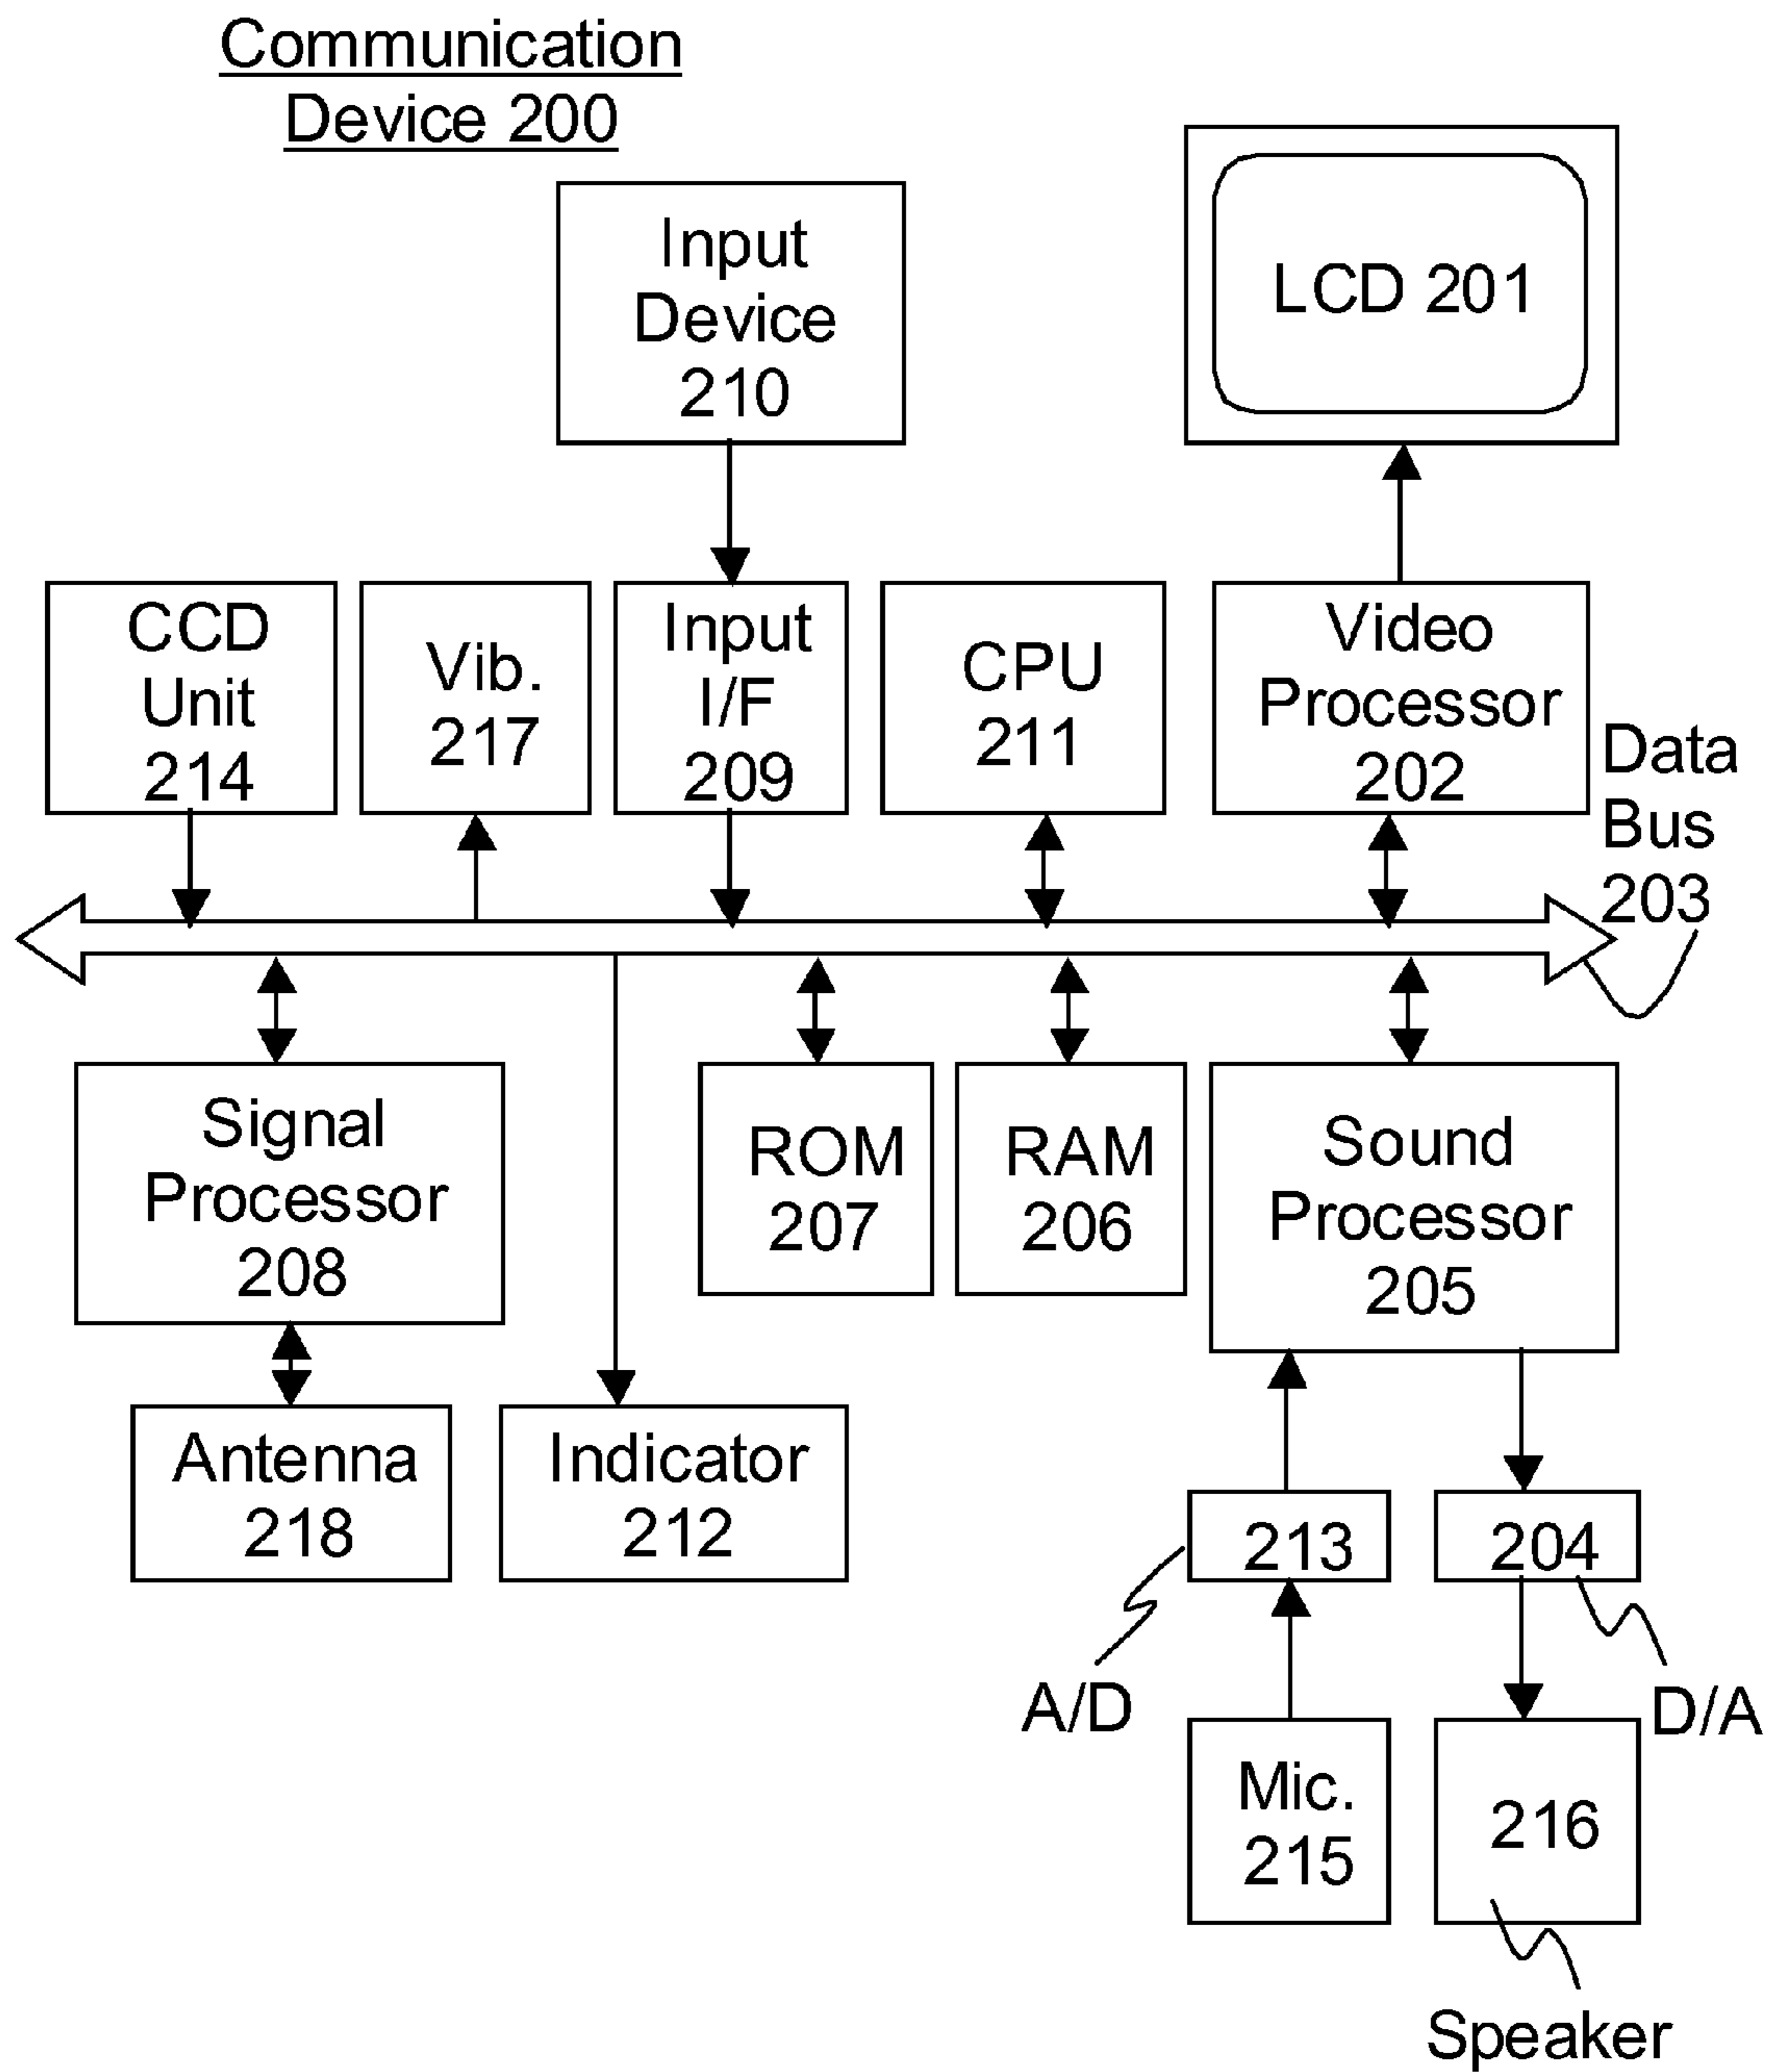 Communication
Device 200
Input
Device
210
LCD 201
CCD
Unit
214
Vib.
217
Input
I/F
209
CPU
211
Video
Processor
202
Data
Bus
203
Signal
Processor
208
ROM
207
RAM
206
Sound
Processor
205
Antenna
218
Indicator
212
213
204
A/D
D/A
Mic.
215
216
Speaker